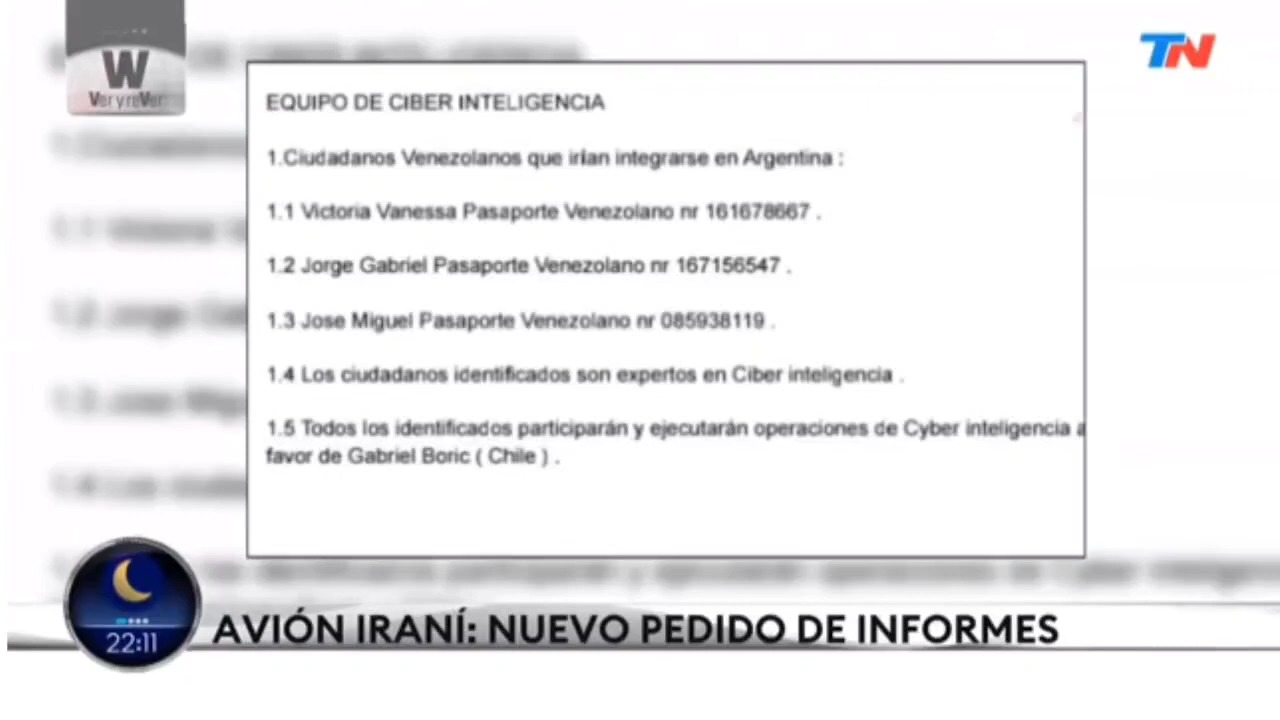 W
VeryreVer
TN
EQUIPO DE CIBER INTELIGENCIA
1.Ciudadanos Venezolanos que irían integrarse en Argentina :
1.1 Victoria Vanessa Pasaporte Venezolano nr 161678667 .
1.2 Jorge Gabriel Pasaporte Venezolano nr 167156547 .
1.3 Jose Miguel Pasaporte Venezolano nr 085938119 .
1.4 Los ciudadanos identificados son expertos en Ciber inteligencia .
1.5 Todos los identificados participarán y ejecutarán operaciones de Cyber inteligencia a
favor de Gabriel Boric ( Chile ) .
22:11
AVIÓN IRANÍ: NUEVO PEDIDO DE INFORMES